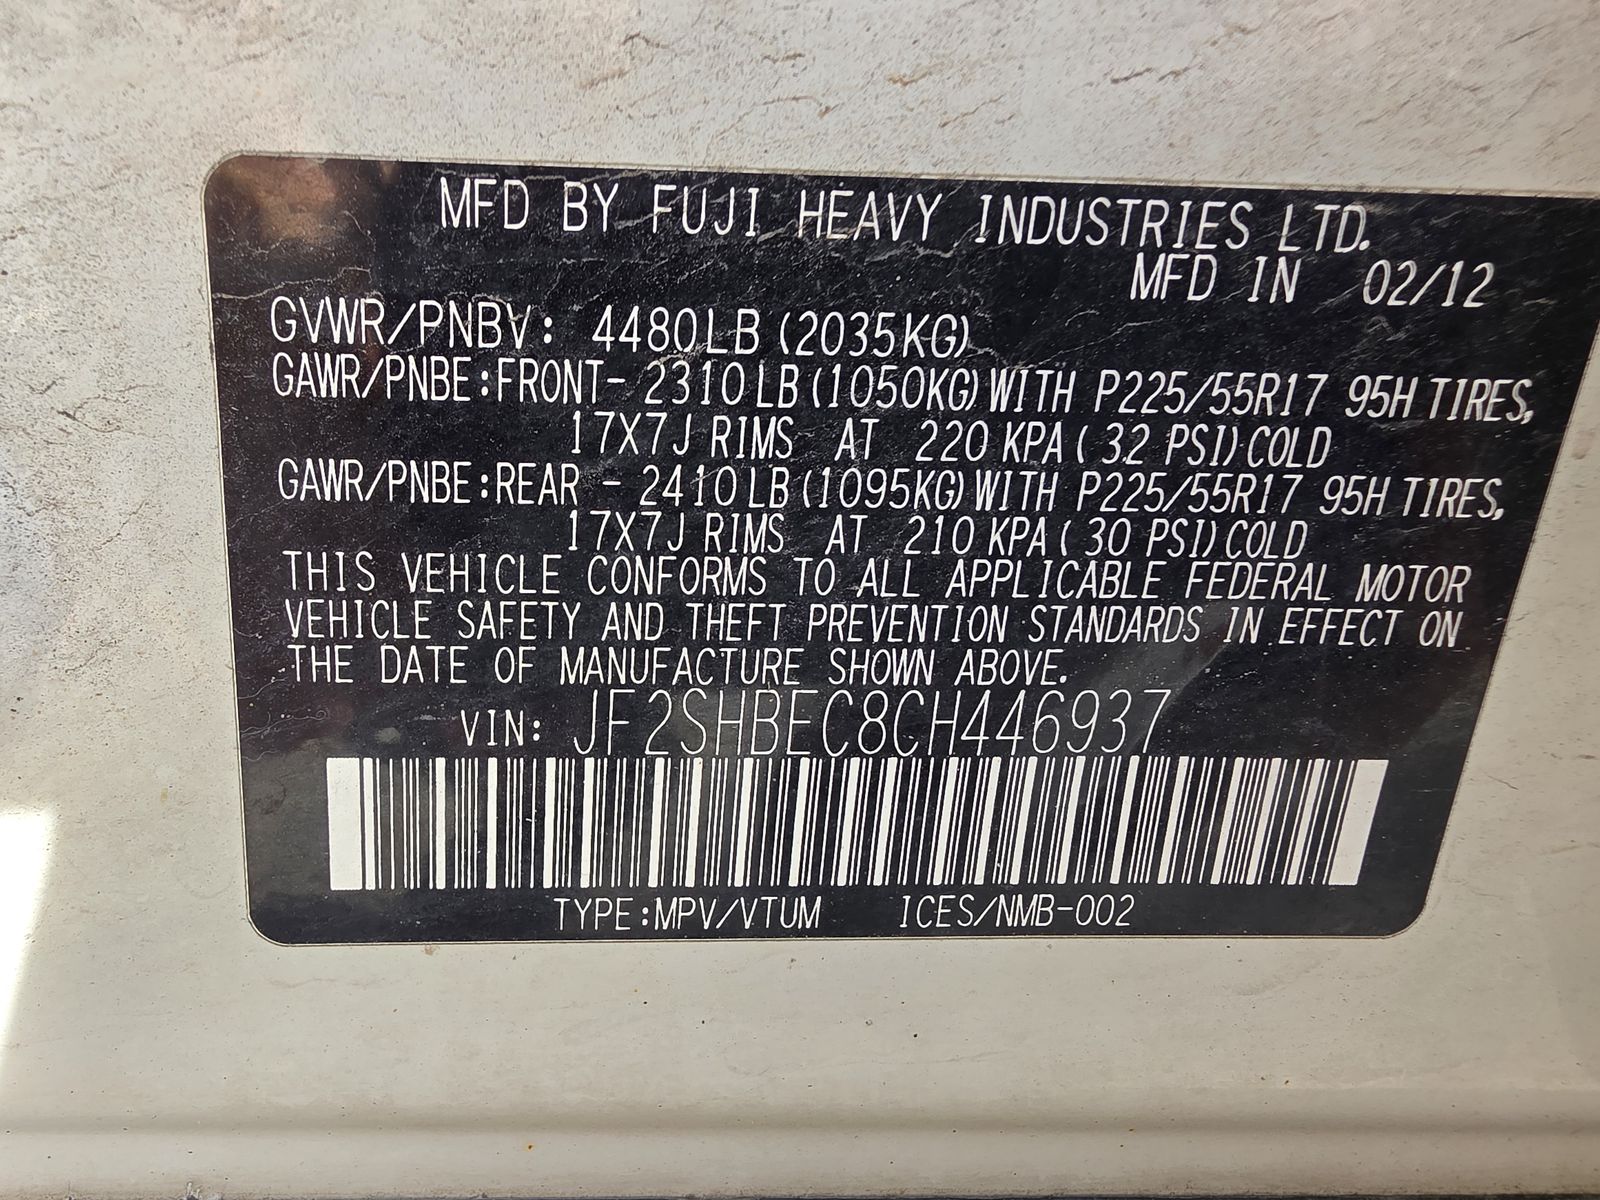 MFD BY FUJI HEAVY INDUSTRIES LTD.
MFD IN 02/12
GVWR/PNBV: 4480LB (2035KG)
GAWR/PNBE:FRONT- 2310LB(1050KG)WITH P225/55R17 95H TIRES,
17X7J RIMS AT 220 KPA( 32 PSI)COLD
GAWR/PNBE:REAR - 2410LB(1095KG)WITH P225/55R17 95H TIRES,
17X7J RIMS AT 210 KPA( 30 PSI)COLD
THIS VEHICLE CONFORMS TO ALL APPLICABLE FEDERAL MOTOR
VEHICLE SAFETY AND THEFT PREVENTION STANDARDS IN EFFECT ON
THE DATE OF MANUFACTURE SHOWN ABOVE.
VIN: JF2SHBEC8CH446937
TYPE:MPV/VTUM ICES/NMB-002